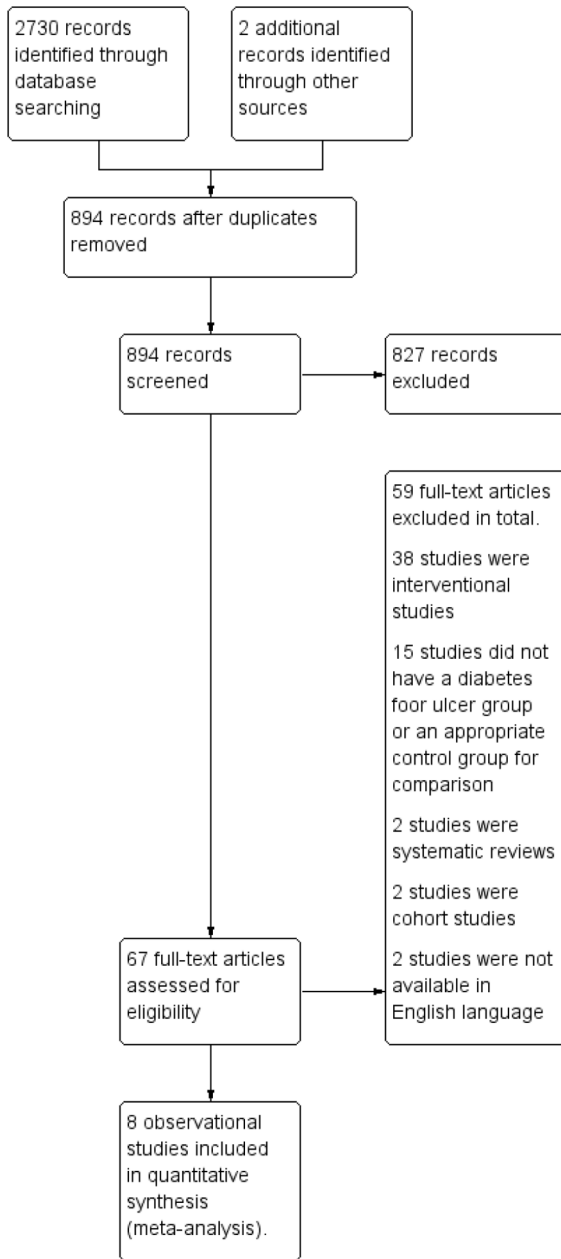 2730 records
identified through
database
searching
2 additional
records identified
through other
sources
894 records after duplicates
removed
894 records
screened
827 records
excluded
59 full-text articles
excluded in total.
38 studies were
interventional
studies
15 studies did not
have a diabetes
foor ulcer group
or an appropriate
control group for
comparison
2 studies were
systematic reviews
2 studies were
cohort studies
2 studies were not
available in
English language
67 full-text articles
assessed for
eligibility
8 observational
studies included
in quantitative
synthesis
(meta-analysis).